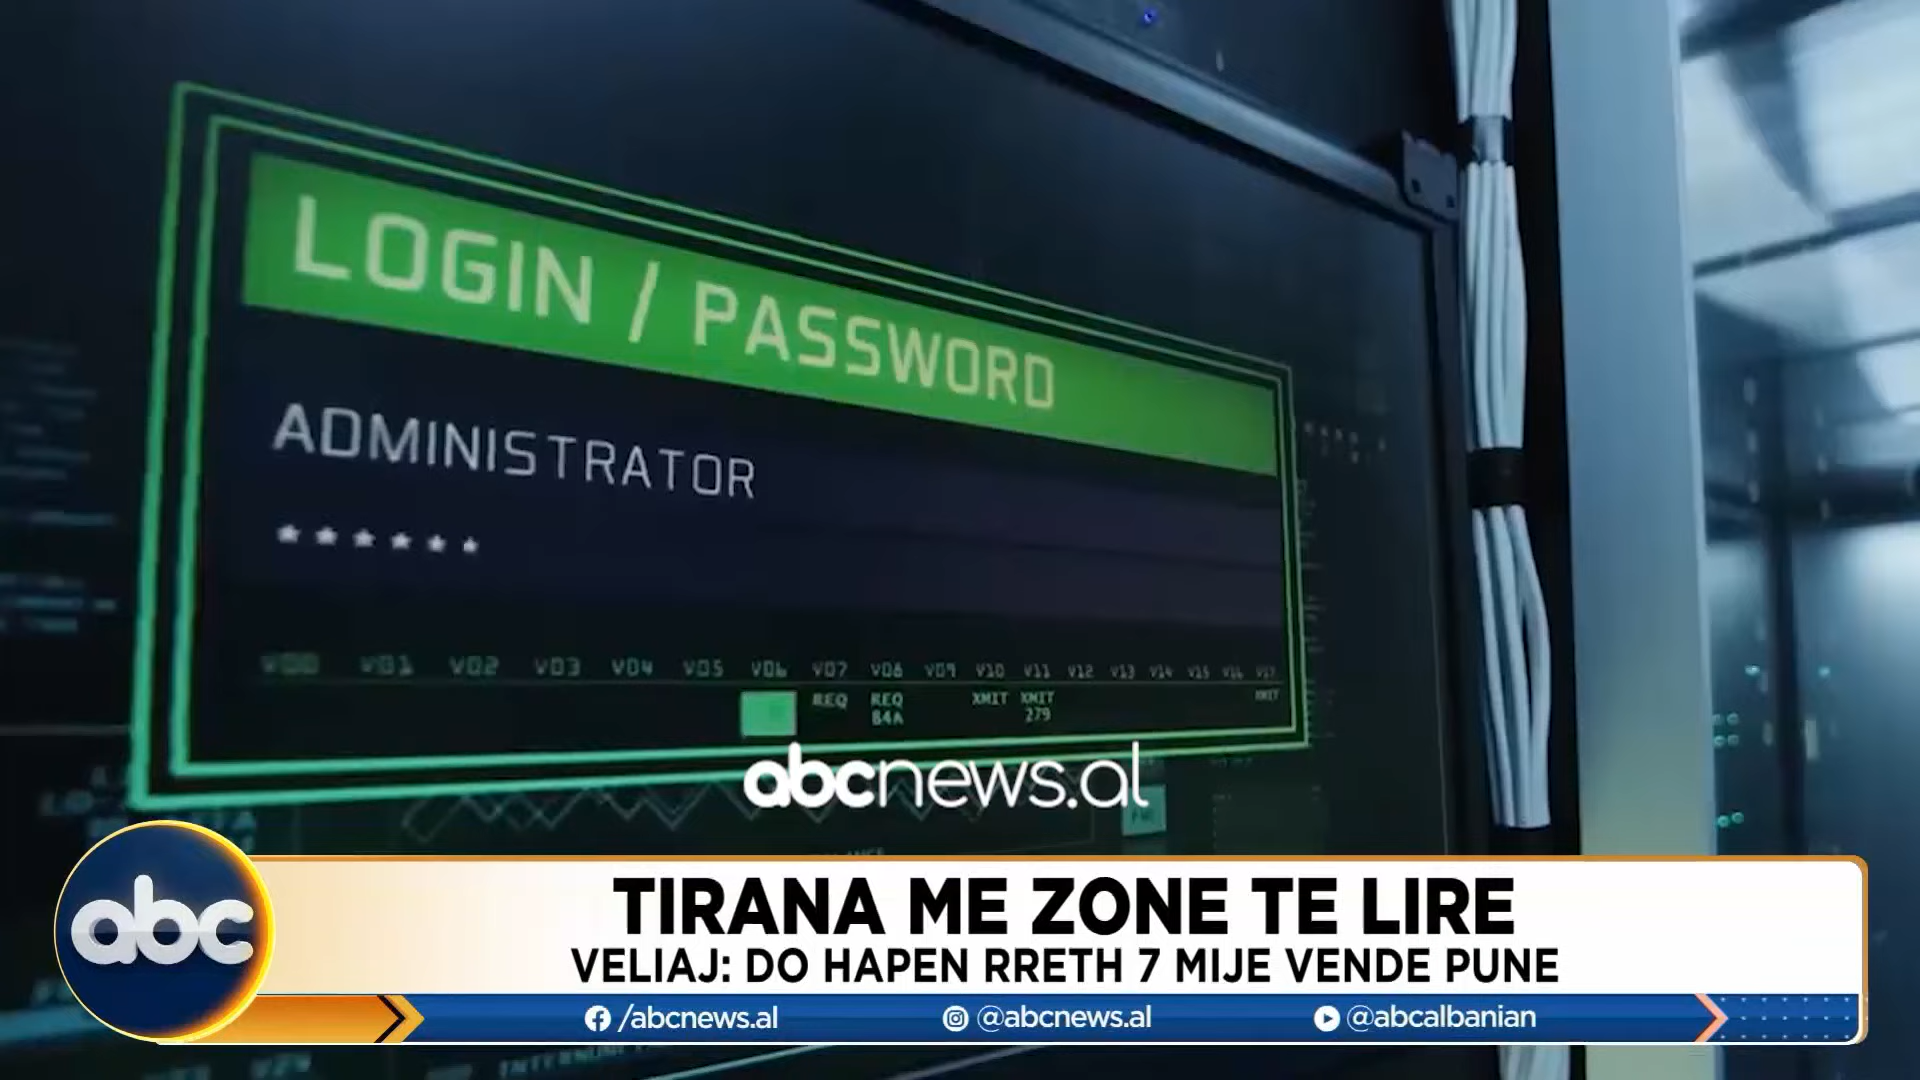 LOGIN / PASSWORD
ADMINISTRATOR
******
V00 V01 V02 V03 V04 V05 V06 V07 V08 V09 V10 V11 V12 V13 V14 V15 V16 V17
REQ REQ XMIT XMIT XMIT
84A 279
abcnews.al
abc
TIRANA ME ZONE TE LIRE
VELIAJ: DO HAPEN RRETH 7 MIJE VENDE PUNE
/abcnews.al @abcnews.al @abcalbanian